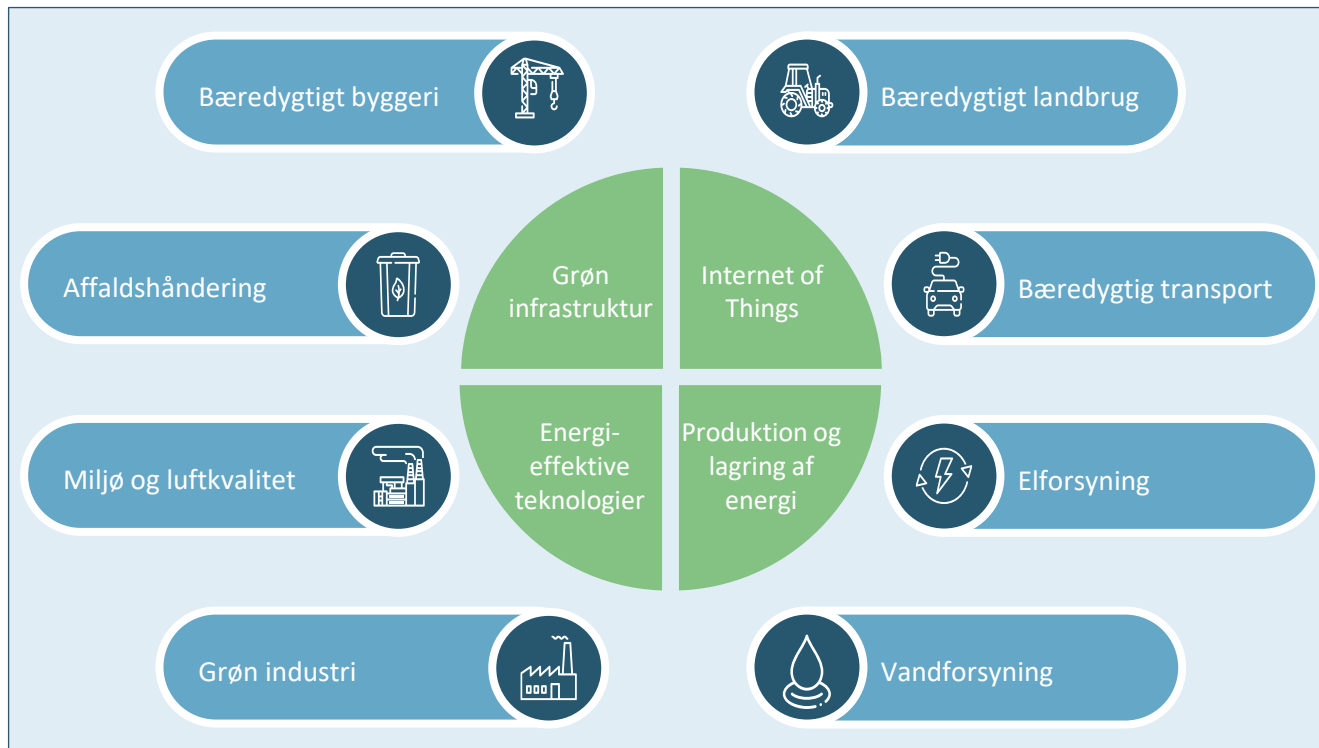 Bæredygtigt byggeri
Bæredygtigt landbrug
Affaldshåndering
Grøn
infrastruktur
Internet of
Things
Bæredygtig transport
Miljø og luftkvalitet
Energi-
effektive
teknologier
Produktion og
lagring af
energi
Elforsyning
Grøn industri
Vandforsyning